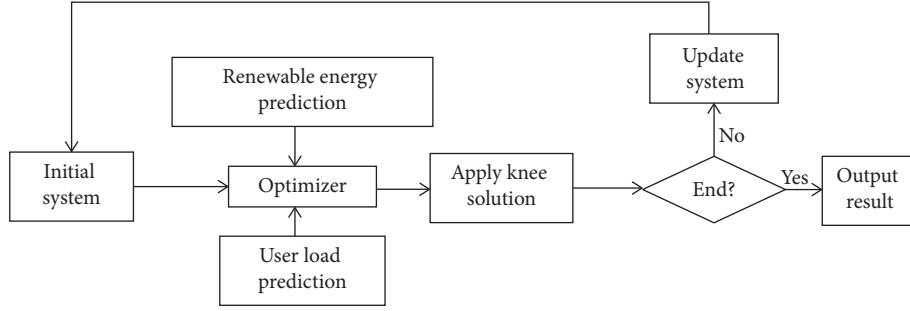 Renewable energy
prediction
Initial
system
Optimizer
User load
prediction
Apply knee
solution
End?
No
Update
system
Yes
Output
result